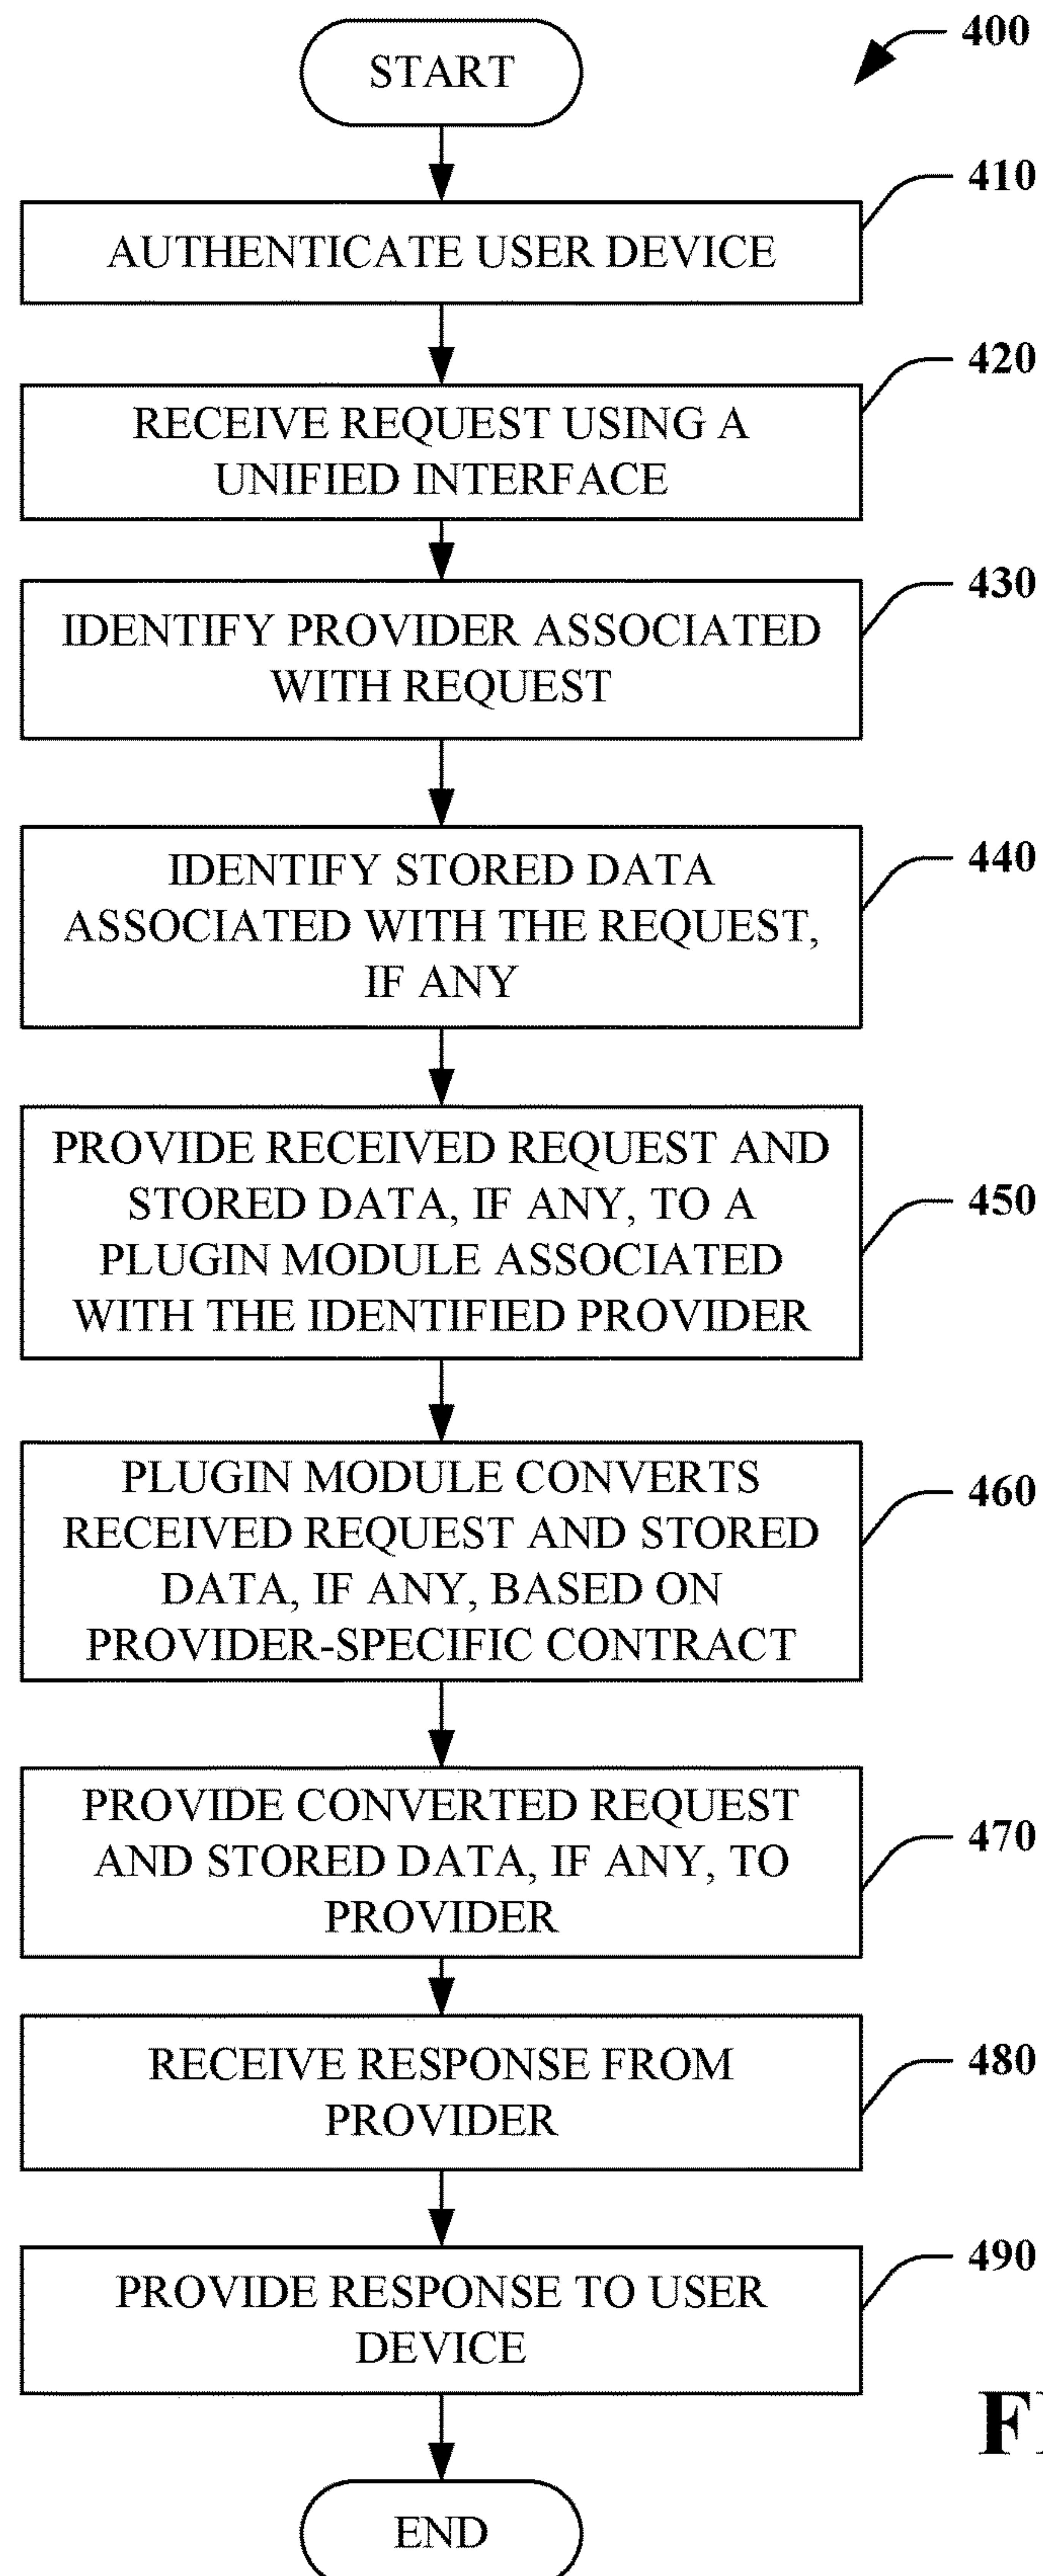 400
START
410
AUTHENTICATE USER DEVICE
420
RECEIVE REQUEST USING A
UNIFIED INTERFACE
430
IDENTIFY PROVIDER ASSOCIATED
WITH REQUEST
440
IDENTIFY STORED DATA
ASSOCIATED WITH THE REQUEST,
IF ANY
450
PROVIDE RECEIVED REQUEST AND
STORED DATA, IF ANY, TO A
PLUGIN MODULE ASSOCIATED
WITH THE IDENTIFIED PROVIDER
460
PLUGIN MODULE CONVERTS
RECEIVED REQUEST AND STORED
DATA, IF ANY, BASED ON
PROVIDER-SPECIFIC CONTRACT
470
PROVIDE CONVERTED REQUEST
AND STORED DATA, IF ANY, TO
PROVIDER
480
RECEIVE RESPONSE FROM
PROVIDER
490
PROVIDE RESPONSE TO USER
DEVICE
END